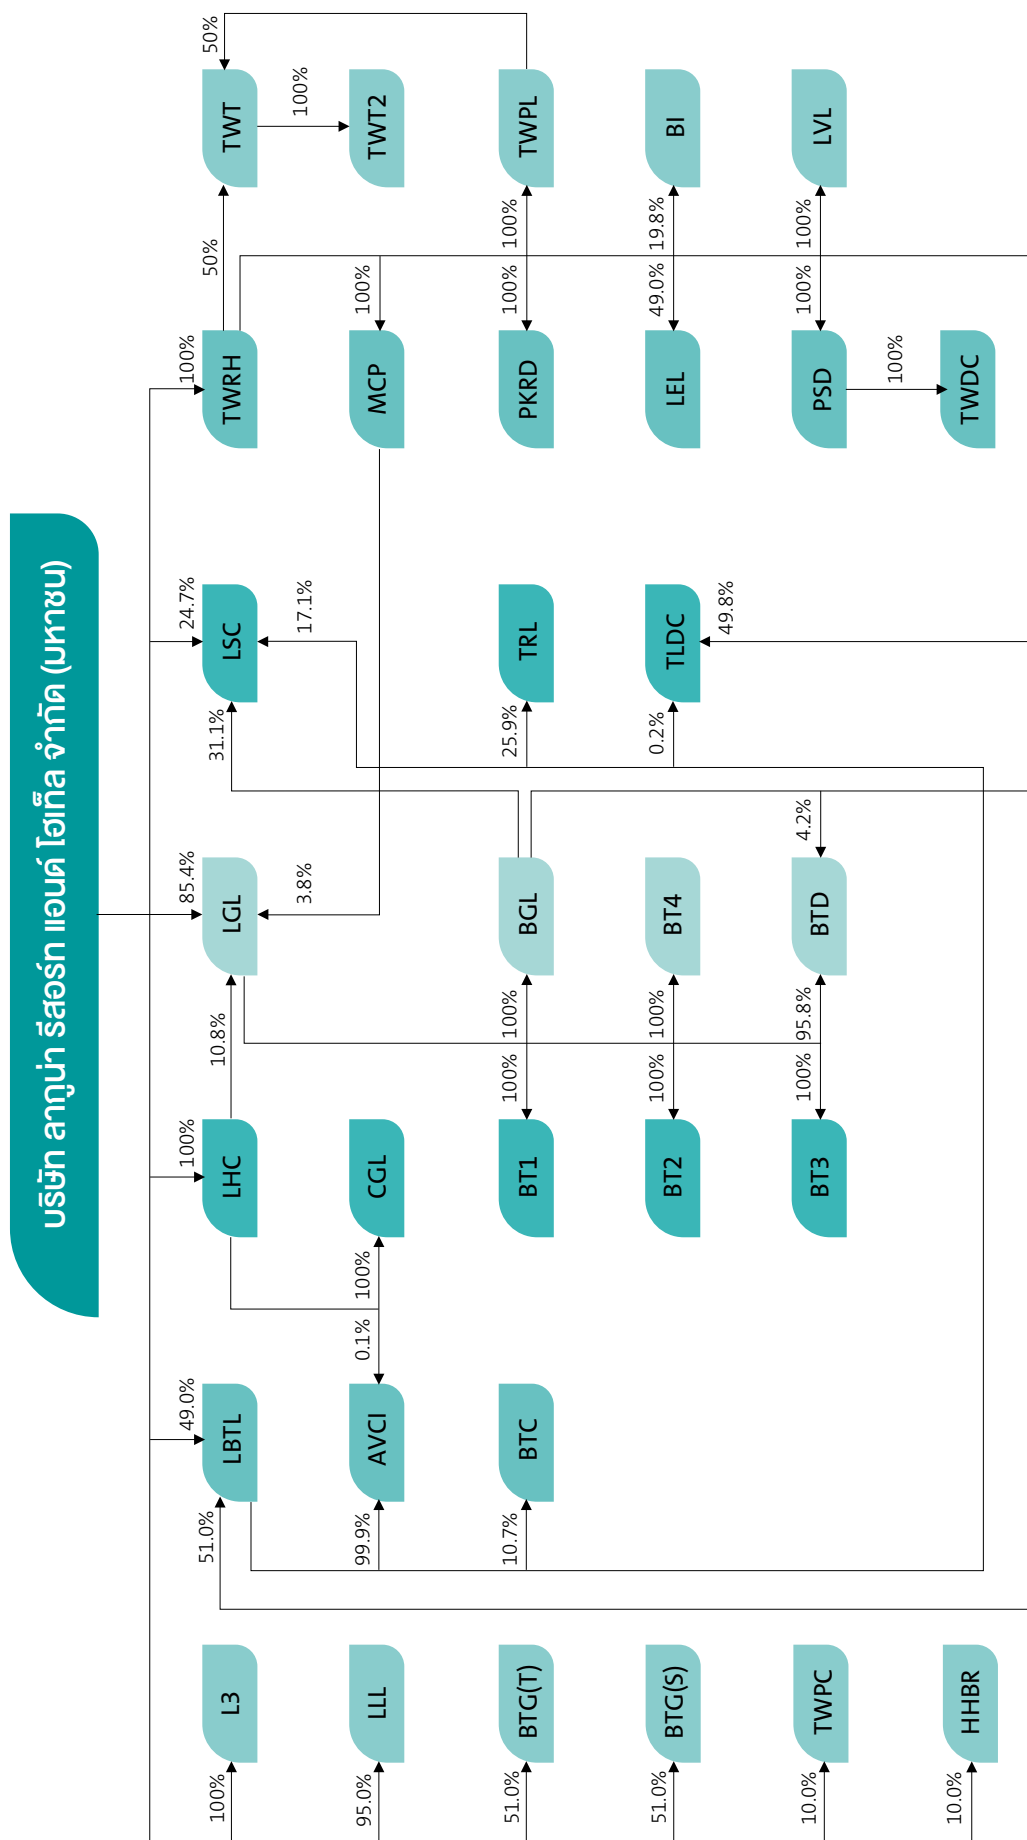 บริษัท ลากูน่า รีสอร์ท แอนด์ โฮเท็ล จำกัด (มหาชน)
100%
49.0%
100%
85.4%
24.7%
100%
50%
L3
51.0%
LBTL
LHC
10.8%
LGL
31.1%
LSC
TWRH
50%
TWT
3.8%
17.1%
100%
95.0%
LLL
99.9%
AVCI
0.1%
100%
CGL
MCP
100%
TWT2
51.0%
BTG(T)
10.7%
BTC
BT1
100%
100%
BGL
25.9%
TRL
PKRD
100%
100%
TWPL
51.0%
BTG(S)
BT2
100%
100%
BT4
0.2%
TLDC
49.8%
LEL
49.0%
19.8%
BI
10.0%
TWPC
BT3
100%
95.8%
BTD
4.2%
PSD
100%
100%
LVL
100%
10.0%
HHBR
TWDC